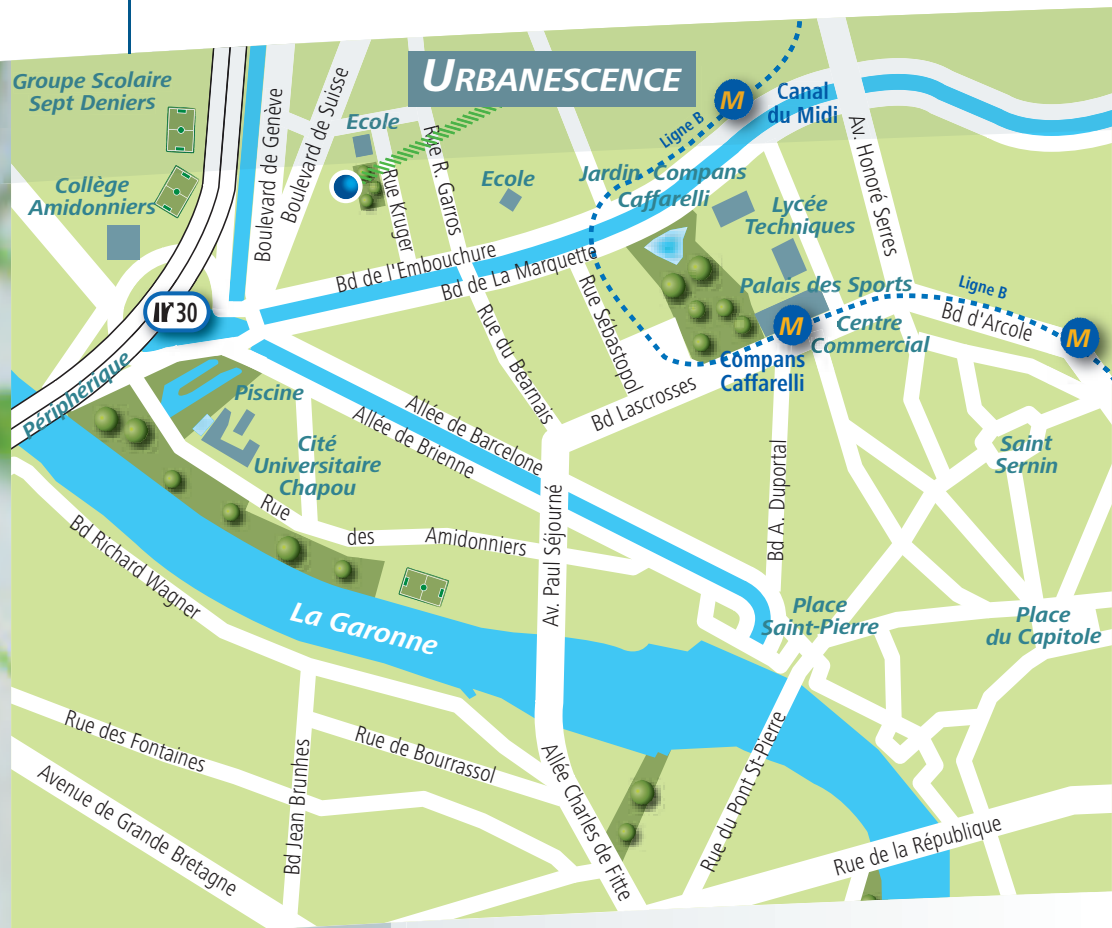 URBANESCENCE
Groupe Scolaire
Sept Deniers
Boulevard de Genève
Boulevard de Suisse
Ecole
Rue R. Garros
Rue Kruger
Ecole
Ligne B
M
Canal
du Midi
Av. Honoré Serres
Collège
Amidonniers
Jardin Compans
Caffarelli
Lycée
Techniques
Bd de l'Embouchure
Bd de La Marquette
Palais des Sports
Ligne B
Bd d'Arcole
M
M
Centre
Commercial
Compans
Caffarelli
30
Périphérique
Rue Sébastopol
Rue du Béarnais
Bd Lascrosses
Piscine
Allée de Barcelone
Allée de Brienne
Cité
Universitaire
Chapou
Saint
Sernin
Bd A. Duportal
Av. Paul Séjourné
Rue
des
Amidonniers
Bd Richard Wagner
La Garonne
Place
Saint-Pierre
Place
du Capitole
Rue des Fontaines
Rue de Bourrassol
Bd Jean Brunhes
Avenue de Grande Bretagne
Allée Charles de Fitte
Rue du Pont St-Pierre
Rue de la République